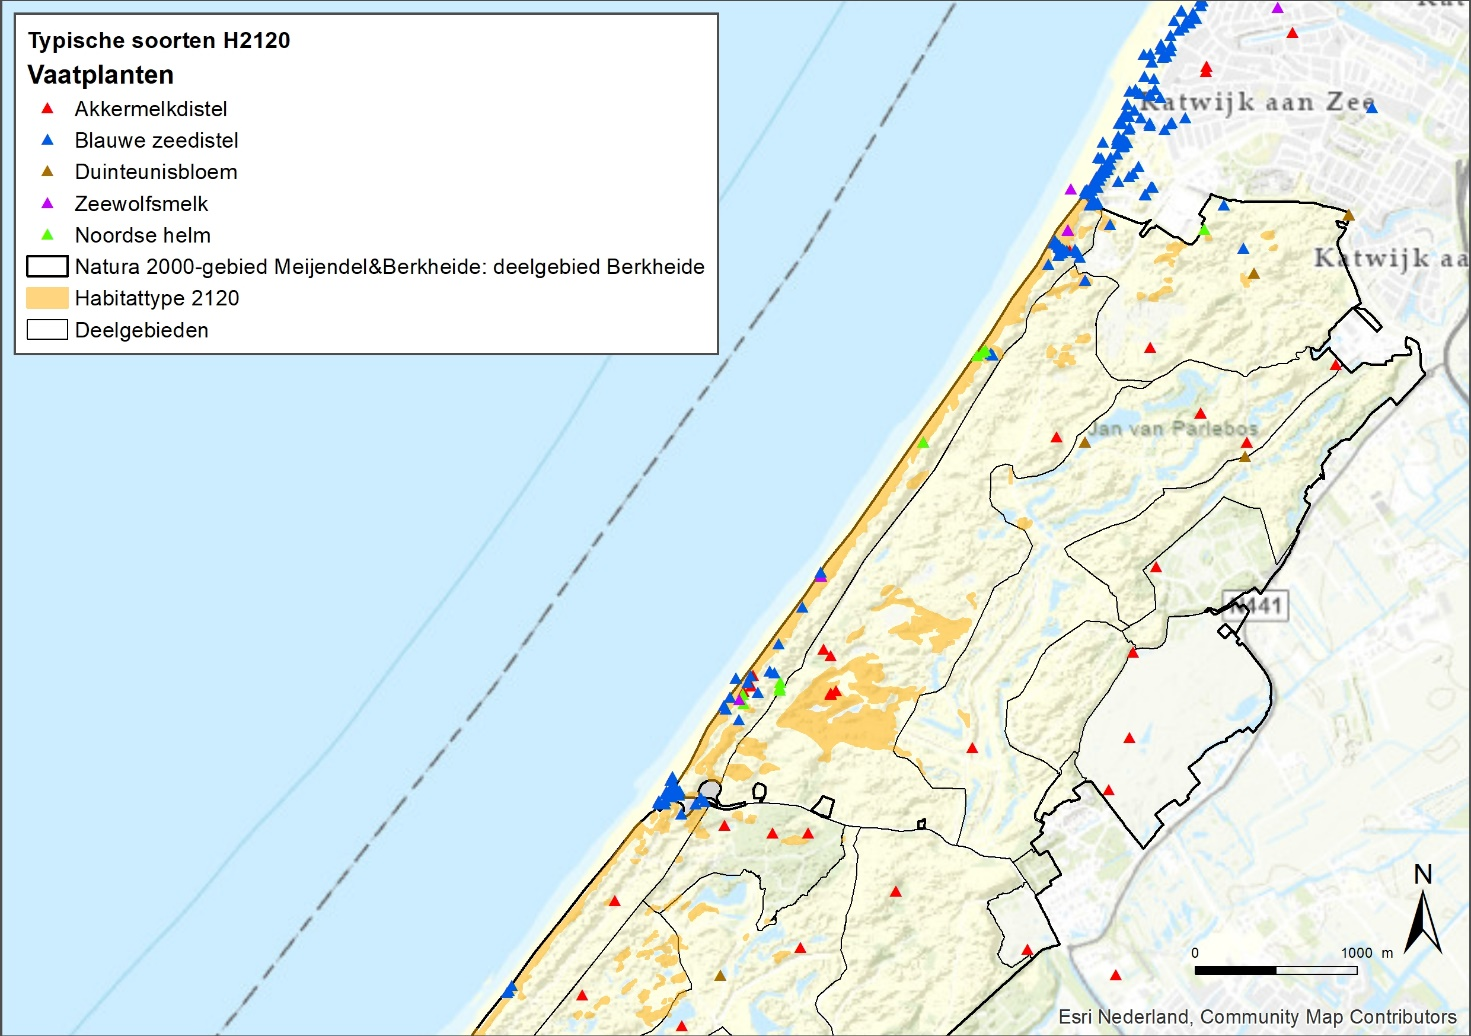 Typische soorten H2120
Vaatplanten
Akkermelkdistel
Blauwe zeedistel
Duinteunisbloem
Zeewolfsmelk
Noordse helm
Natura 2000-gebied Meijendel&Berkheide: deelgebied Berkheide
Habitattype 2120
Deelgebieden
Katwijk aan Zee
Katwijk aa
Jan van Parlebos
N441
N
0 1000 m
Esri Nederland, Community Map Contributors